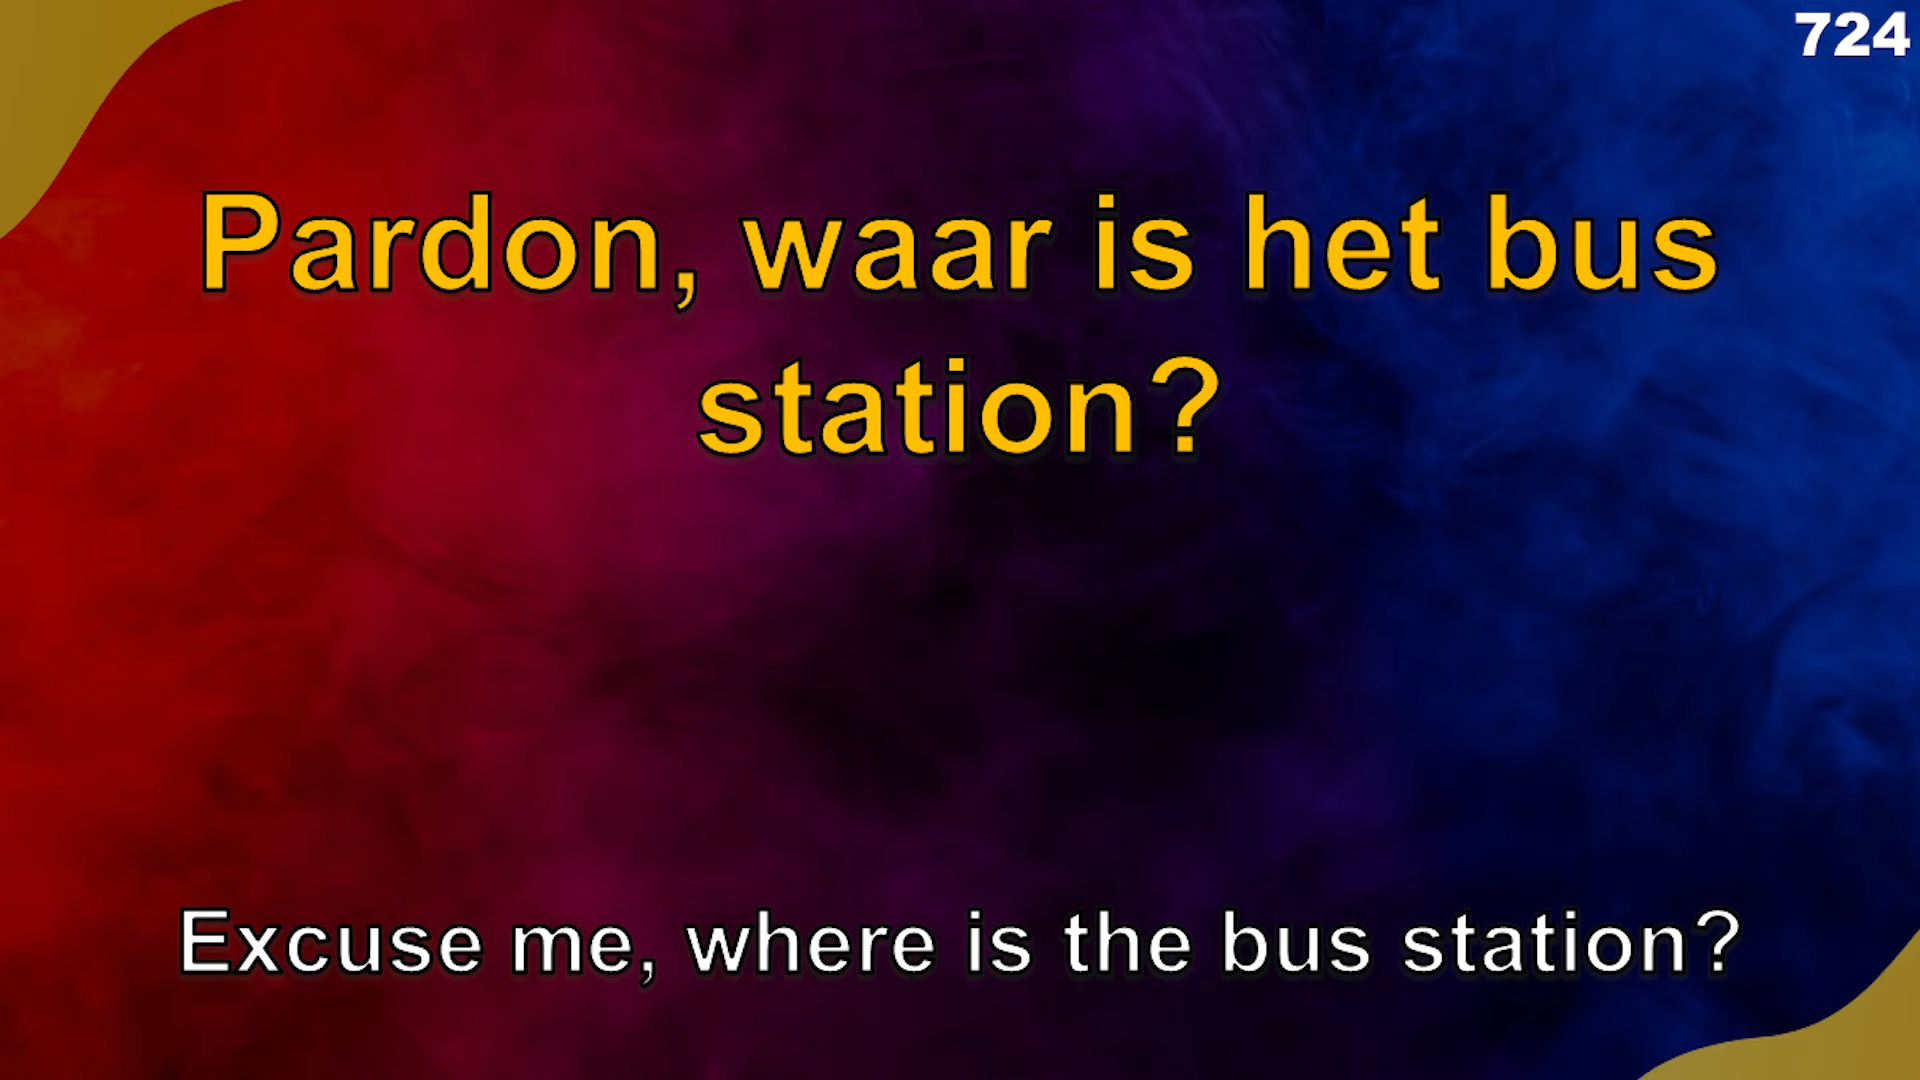 724
Pardon, waar is het bus
station?
Excuse me, where is the bus station?